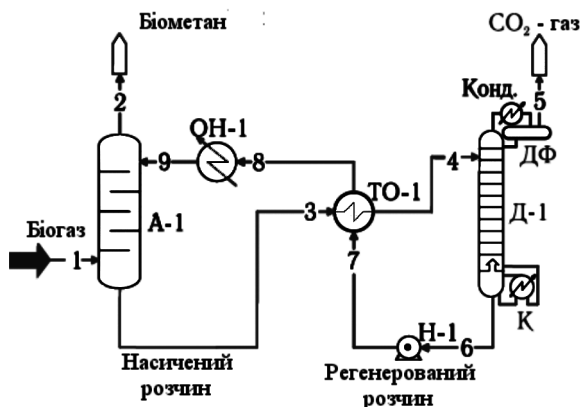 Біометан
CO₂ - газ
2
Конд.
5
ОН-1
ДФ
9
8
4
ТО-1
А-1
3
Д-1
Біогаз
1
7
К
Н-1
6
Насичений
розчин
Регенерований
розчин